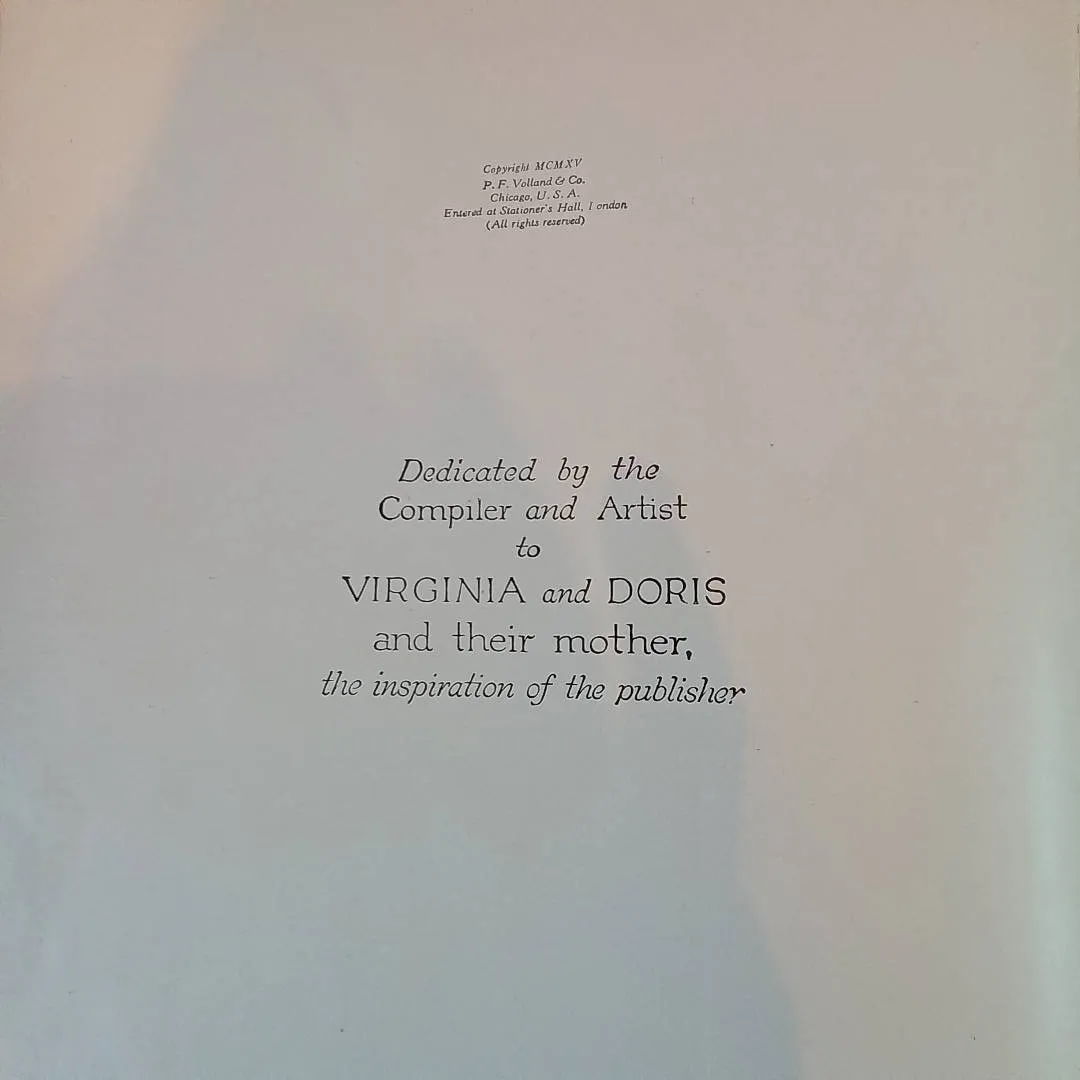 Copyright MCMXV
P. F. Volland & Co.
Chicago, U. S. A.
Entered at Stationer's Hall, London
(All rights reserved)
Dedicated by the
Compiler and Artist
to
VIRGINIA and DORIS
and their mother,
the inspiration of the publisher